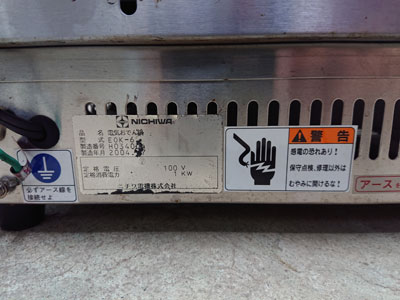 NICHIWA
品名 電気おでん鍋
型式 EOK-6
製造番号 H0340
製造年月 2004.
定格電圧 100 V
定格消費電力 1 KW
ニチワ電機株式会社
必ずアース線を
接続せよ
警告
感電の恐れあり!
保守点検、修理以外は
むやみに開けるな!
アース